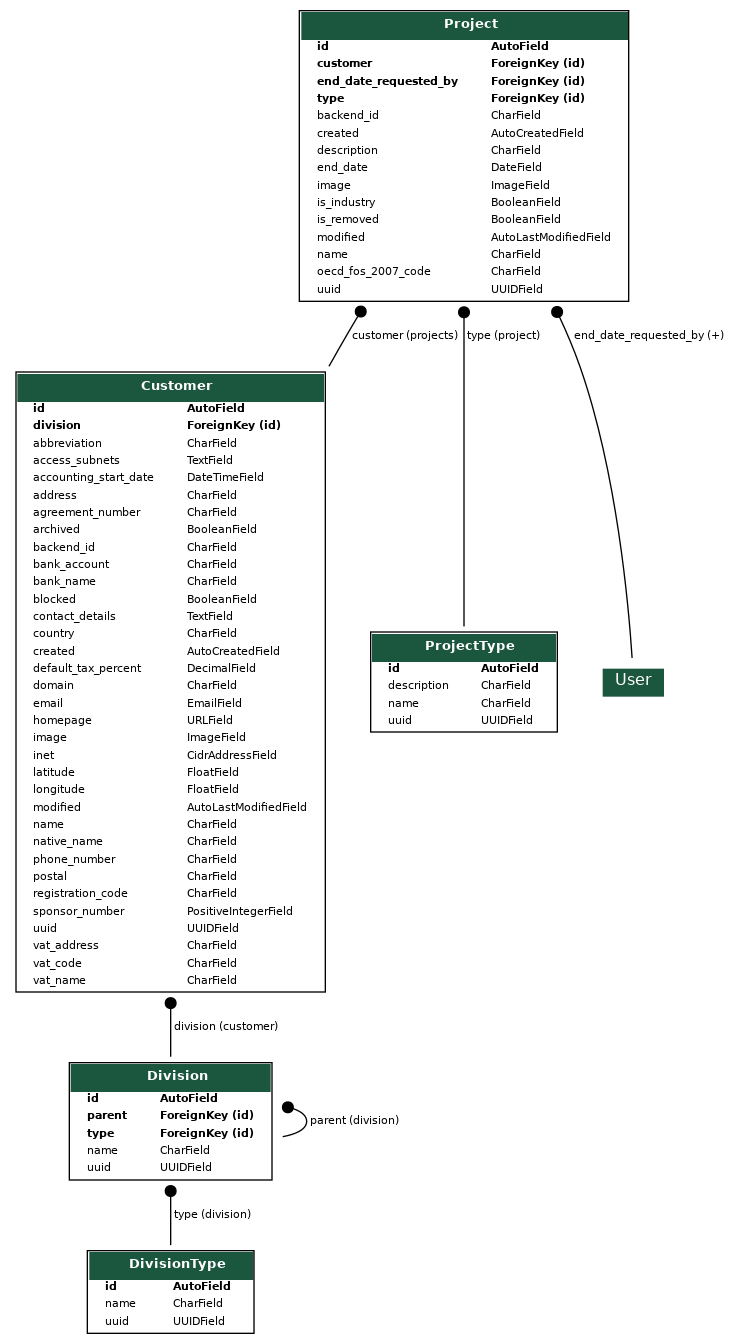 Project
id AutoField
customer ForeignKey (id)
end_date_requested_by ForeignKey (id)
type ForeignKey (id)
backend_id CharField
created AutoCreatedField
description CharField
end_date DateField
image ImageField
is_industry BooleanField
is_removed BooleanField
modified AutoLastModifiedField
name CharField
oecd_fos_2007_code CharField
uuid UUIDField
customer (projects) type (project) end_date_requested_by (+)
Customer
id AutoField
division ForeignKey (id)
abbreviation CharField
access_subnets TextField
accounting_start_date DateTimeField
address CharField
agreement_number CharField
archived BooleanField
backend_id CharField
bank_account CharField
bank_name CharField
blocked BooleanField
contact_details TextField
country CharField
created AutoCreatedField
default_tax_percent DecimalField
domain CharField
email EmailField
homepage URLField
image ImageField
inet CidrAddressField
latitude FloatField
longitude FloatField
modified AutoLastModifiedField
name CharField
native_name CharField
phone_number CharField
postal CharField
registration_code CharField
sponsor_number PositiveIntegerField
uuid UUIDField
vat_address CharField
vat_code CharField
vat_name CharField
ProjectType
id AutoField
description CharField
name CharField
uuid UUIDField
User
division (customer)
Division
id AutoField
parent ForeignKey (id)
type ForeignKey (id)
name CharField
uuid UUIDField
parent (division)
type (division)
DivisionType
id AutoField
name CharField
uuid UUIDField